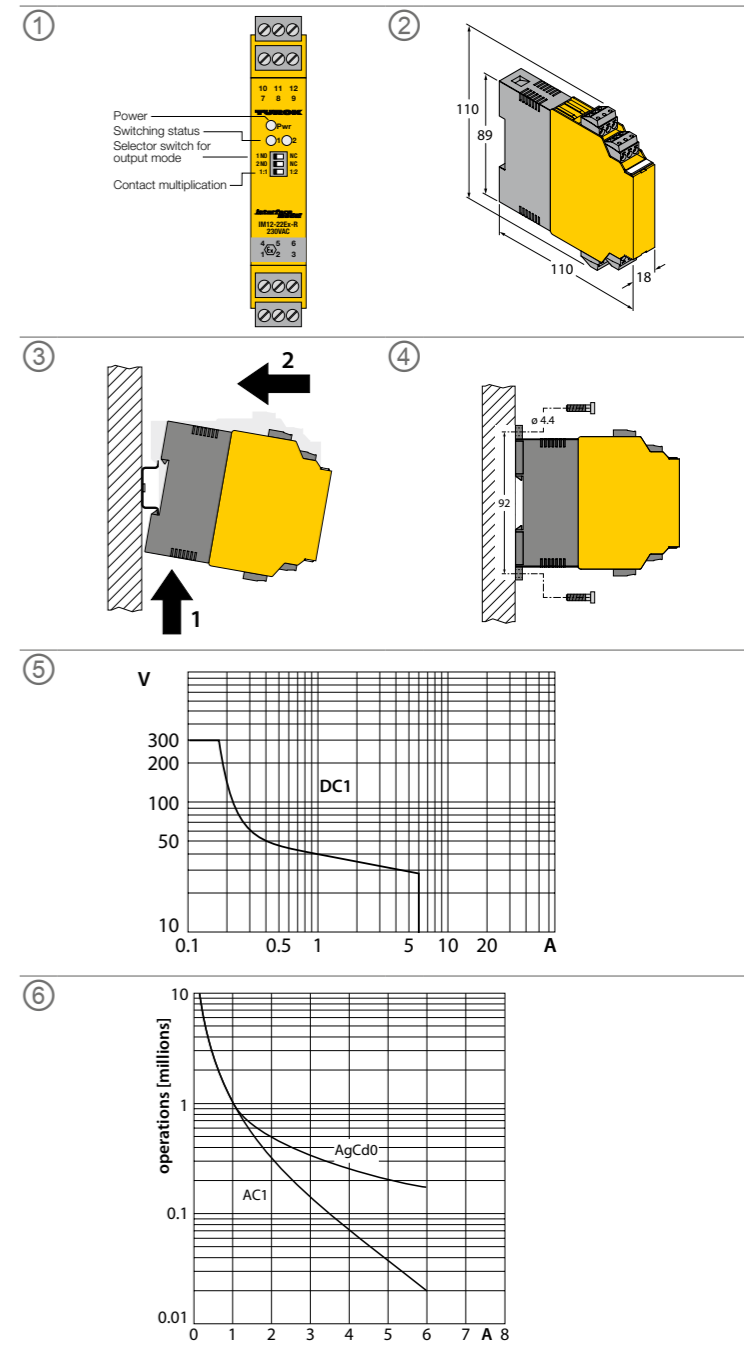 1
10 11 12
7 8 9
TURCK
Power
Pwr
Switching status
1 2
Selector switch for
output mode
1 NO NC
2 NO NC
1:1 1:2
Contact multiplication
Interface
IM12-22Ex-R
230VAC
4 5 6
Ex
1 2 3
2
110
89
110
18
3
2
1
4
ø 4.4
92
5
V
300
200
100
50
10
DC1
0.1 0.5 1 5 10 20 A
6
operations [millions]
10
1
0.1
0.01
AgCd0
AC1
0 1 2 3 4 5 6 7 A 8